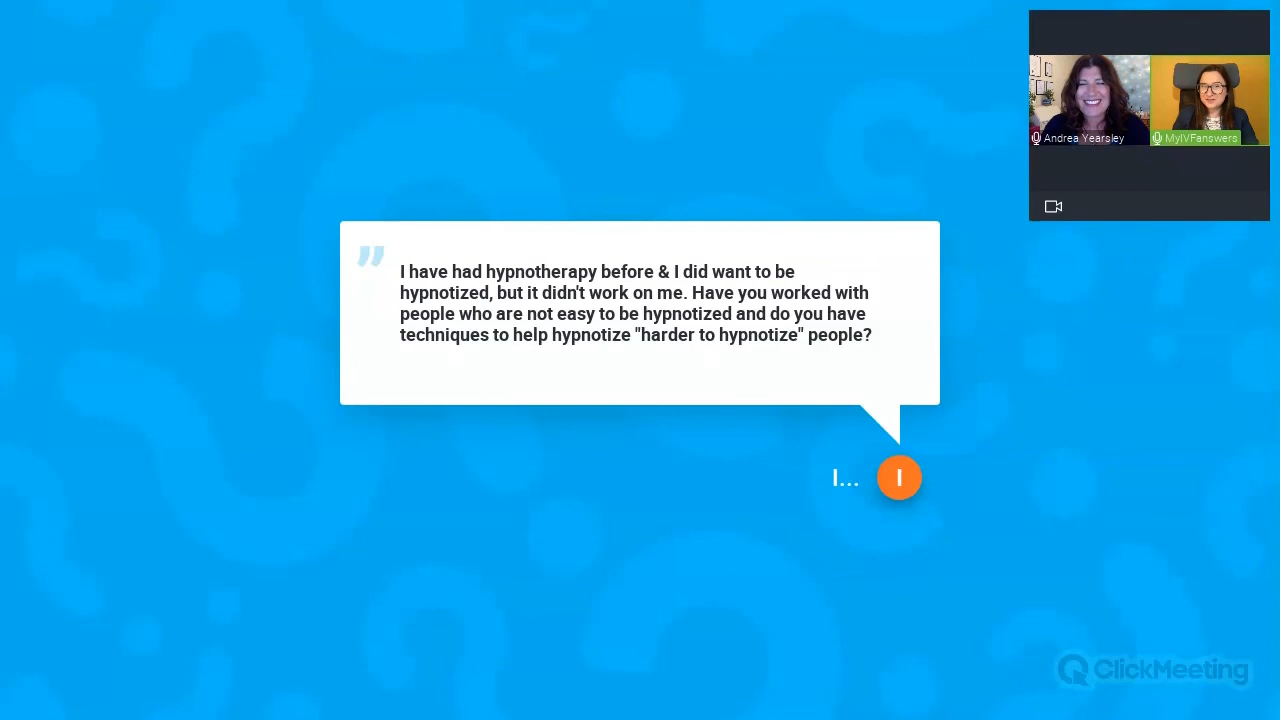 Andrea Yearsley
MyIVFanswers
”
I have had hypnotherapy before & I did want to be
hypnotized, but it didn't work on me. Have you worked with
people who are not easy to be hypnotized and do you have
techniques to help hypnotize "harder to hypnotize" people?
I...
I
ClickMeeting